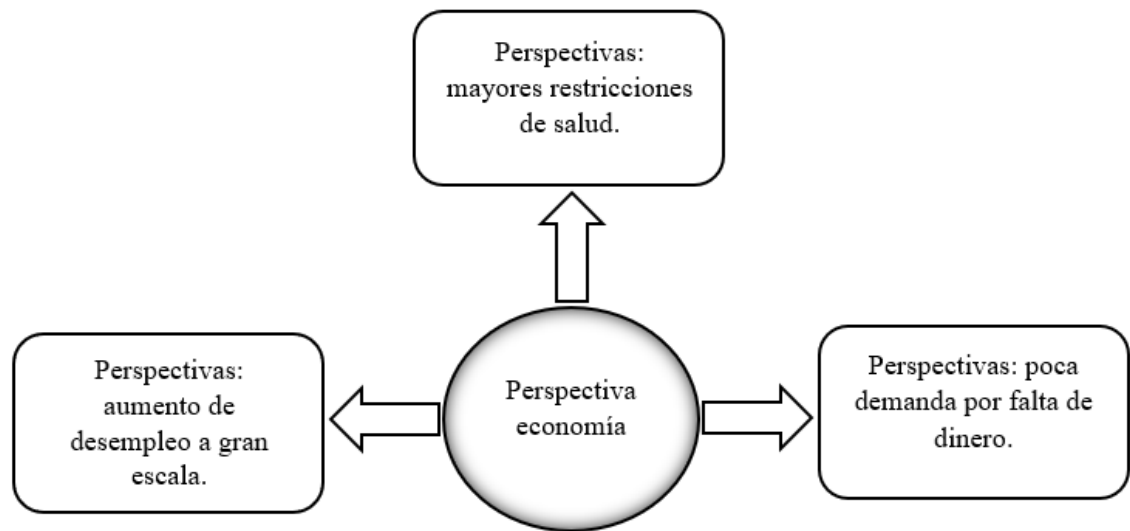 Perspectivas:
mayores restricciones
de salud.
Perspectivas:
aumento de
desempleo a gran
escala.
Perspectiva
economía
Perspectivas: poca
demanda por falta de
dinero.